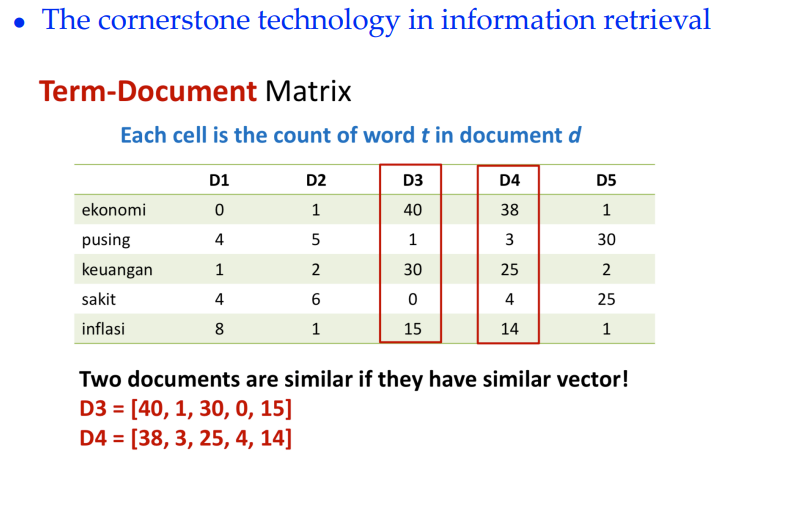 • The cornerstone technology in information retrieval
Term-Document Matrix
Each cell is the count of word t in document d
D1 D2 D3 D4 D5
ekonomi 0 1 40 38 1
pusing 4 5 1 3 30
keuangan 1 2 30 25 2
sakit 4 6 0 4 25
inflasi 8 1 15 14 1
Two documents are similar if they have similar vector!
D3 = [40, 1, 30, 0, 15]
D4 = [38, 3, 25, 4, 14]